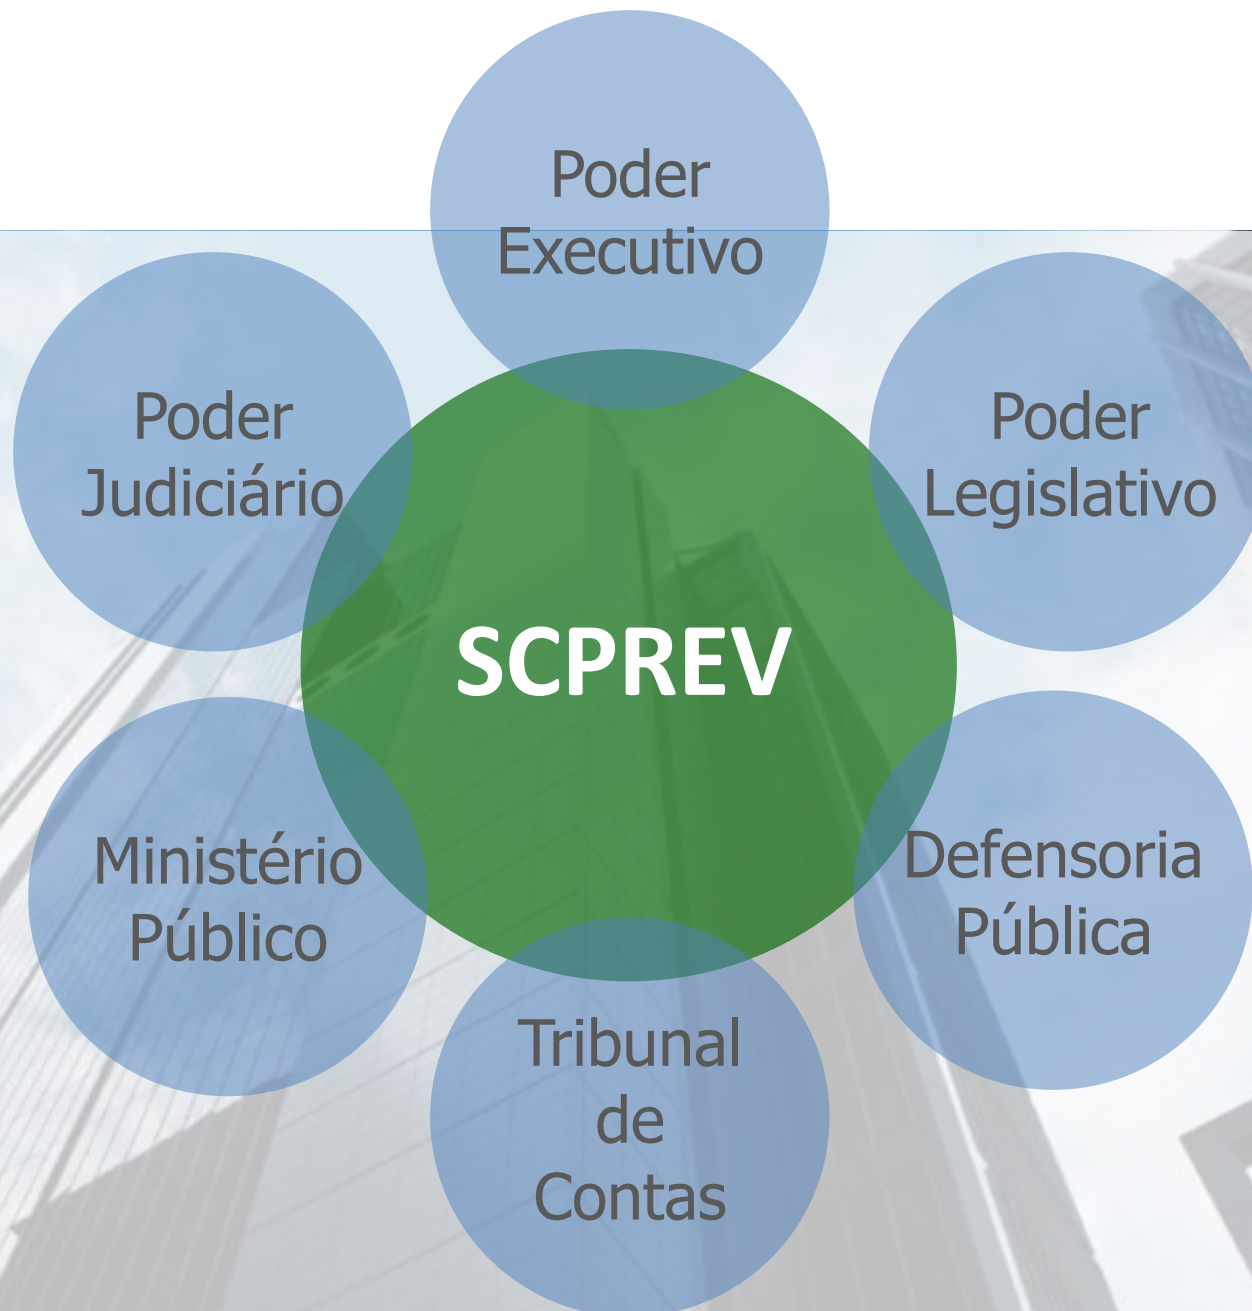 Poder
Executivo
Poder
Judiciário
Poder
Legislativo
SCPREV
Ministério
Público
Defensoria
Pública
Tribunal
de
Contas